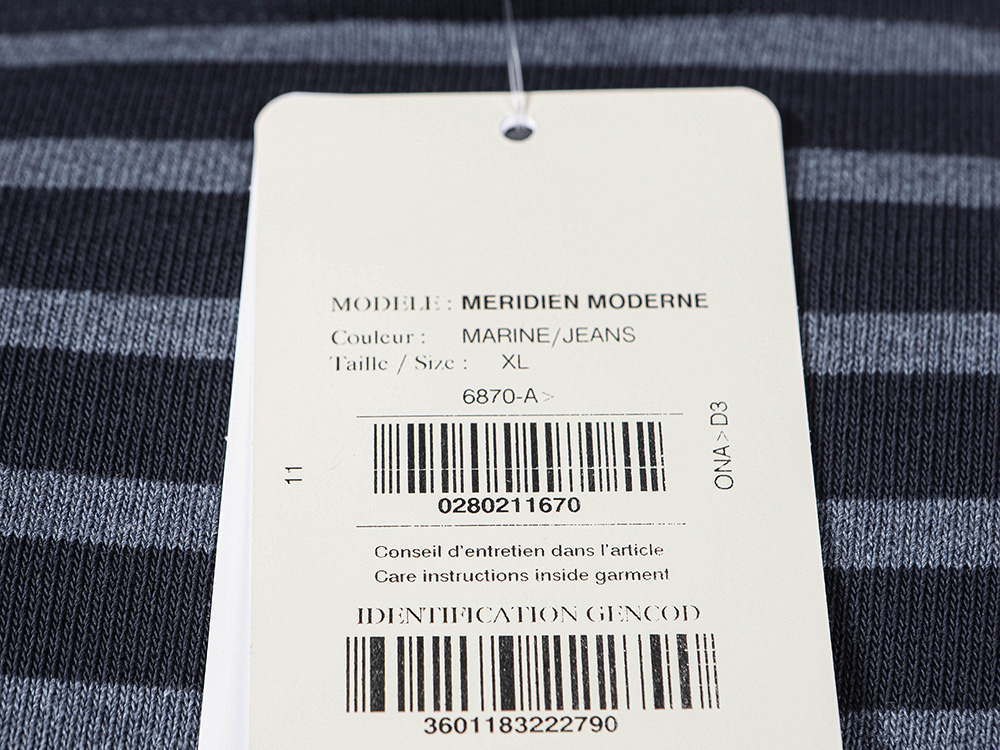 MODELE : MERIDIEN MODERNE
Couleur : MARINE/JEANS
Taille / Size : XL
6870-A>
ONA>D3
11
0280211670
Conseil d'entretien dans l'article
Care instructions inside garment
IDENTIFICATION GENCOD
3601183222790